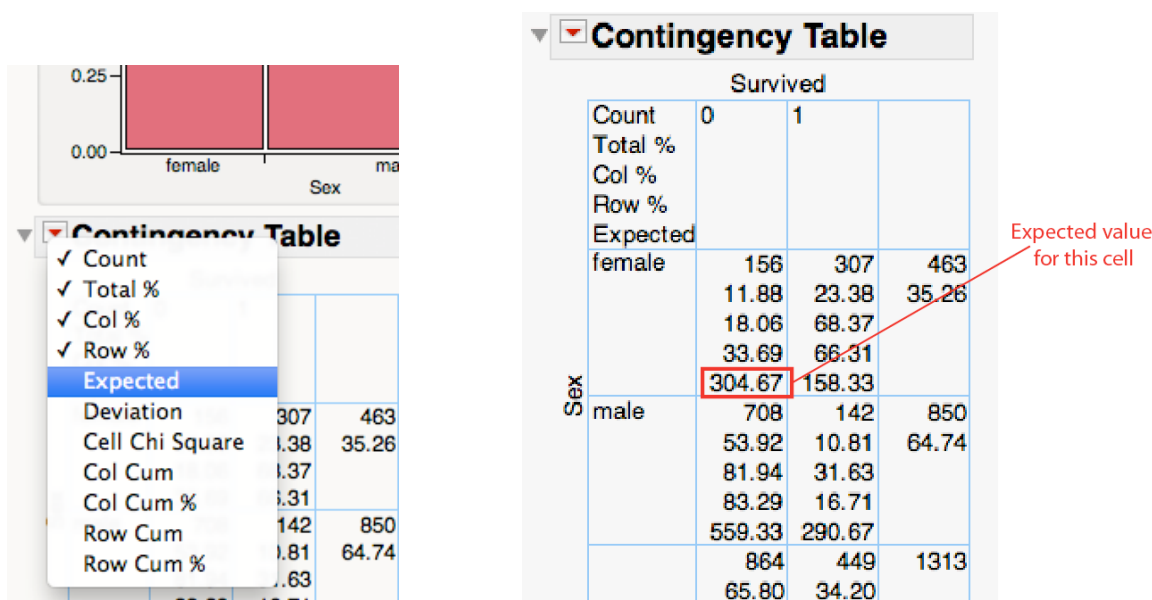 0.25
0.00
female ma
Sex
Contingency Table
✓ Count
✓ Total %
✓ Col %
✓ Row %
Expected
Deviation
Cell Chi Square
Col Cum
Col Cum %
Row Cum
Row Cum %
307 463
.38 35.26
.37
.31
142 850
.81 64.74
.63
Contingency Table
Survived
Count 0 1
Total %
Col %
Row %
Expected
Sex
female 156 307 463
11.88 23.38 35.26
18.06 68.37
33.69 66.31
304.67 158.33
male 708 142 850
53.92 10.81 64.74
81.94 31.63
83.29 16.71
559.33 290.67
864 449 1313
65.80 34.20
Expected value
for this cell